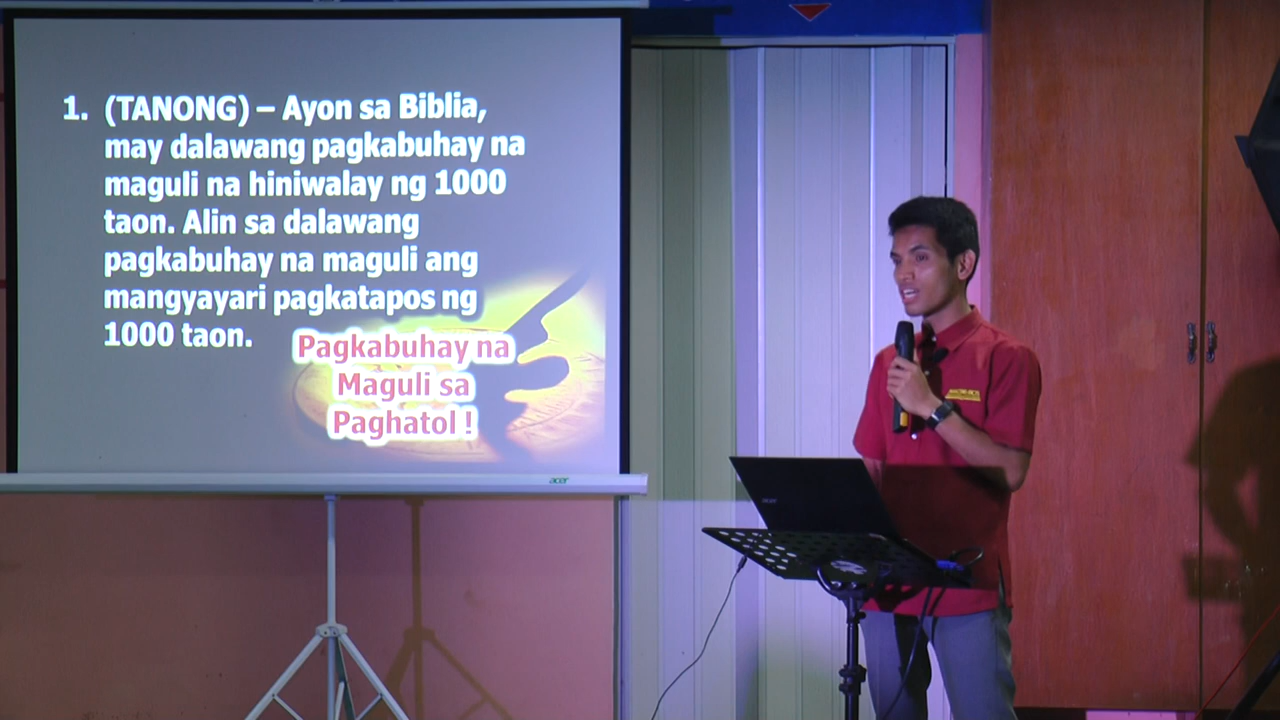 1. (TANONG) – Ayon sa Biblia,
may dalawang pagkabuhay na
maguli na hiniwalay ng 1000
taon. Alin sa dalawang
pagkabuhay na maguli ang
mangyayari pagkatapos ng
1000 taon.
Pagkabuhay na
Maguli sa
Paghatol !
acer
acer